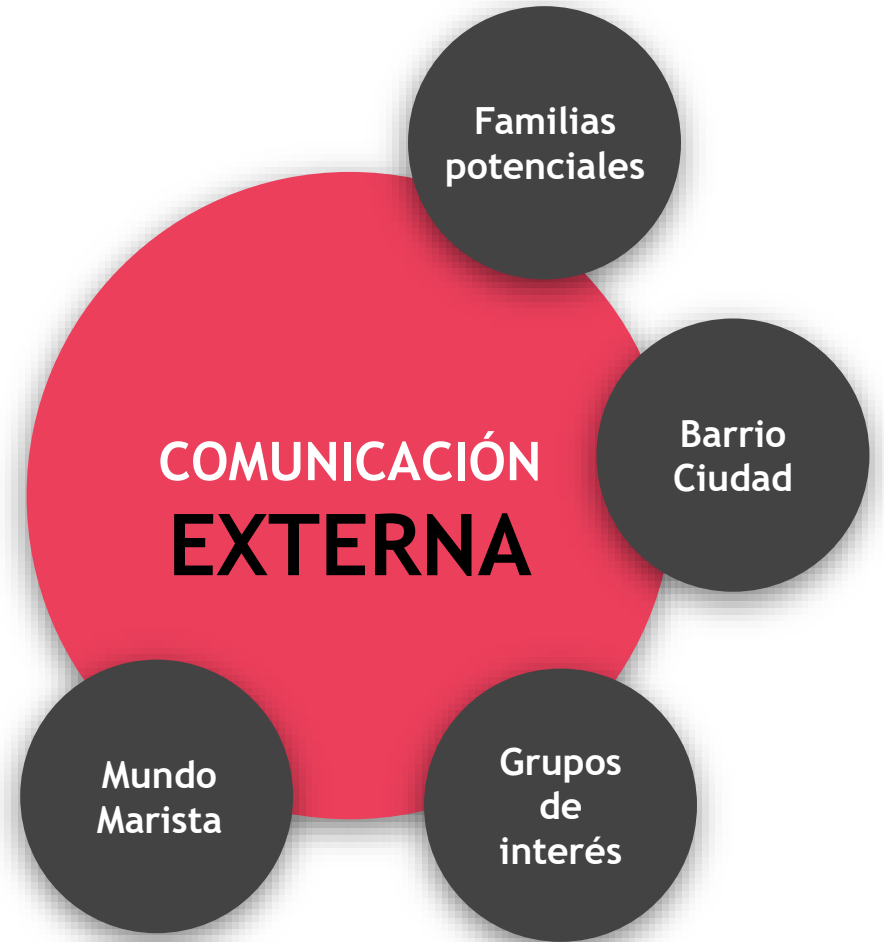 Familias
potenciales
Barrio
Ciudad
COMUNICACIÓN
EXTERNA
Mundo
Marista
Grupos
de
interés